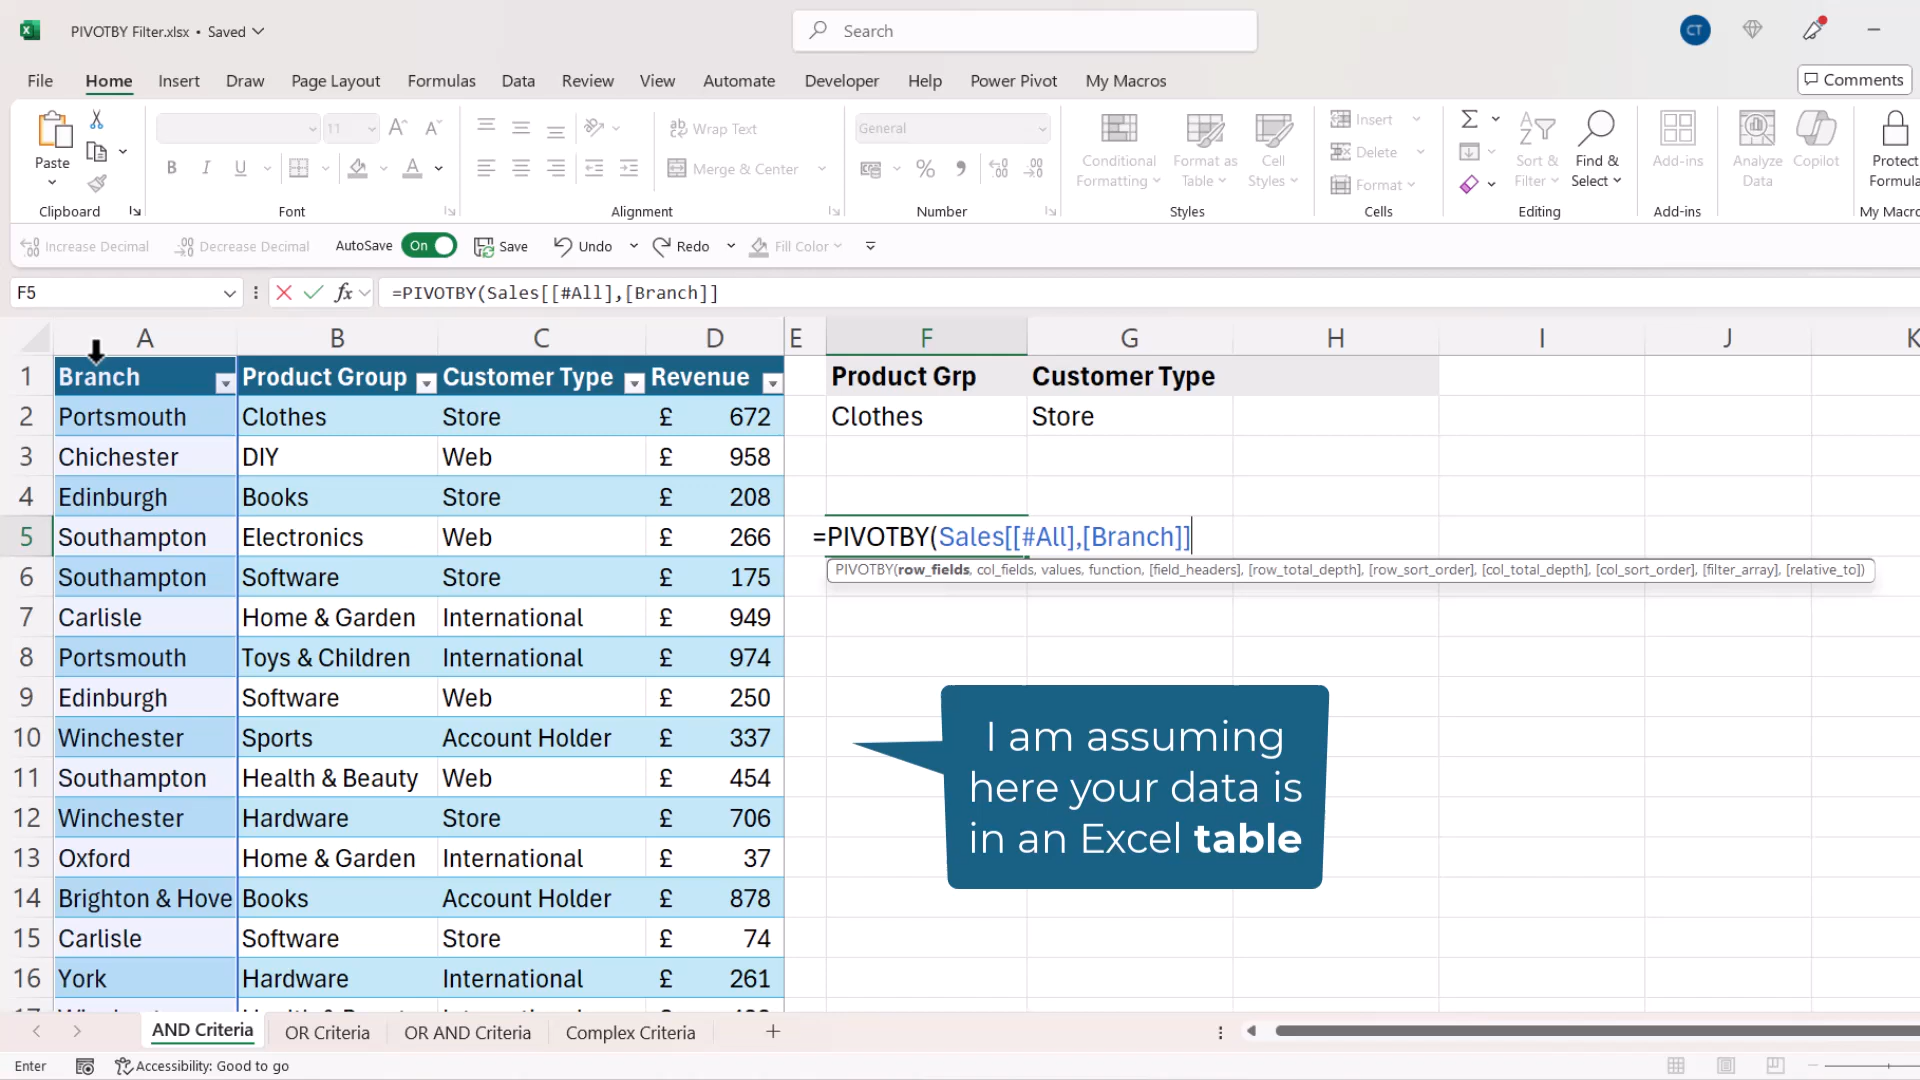 PIVOTBY Filter.xlsx • Saved
Search
CT
File Home Insert Draw Page Layout Formulas Data Review View Automate Developer Help Power Pivot My Macros
Comments
Paste
11
Wrap Text
Merge & Center
General
Conditional Formatting
Format as Table
Cell Styles
Insert
Delete
Format
Sort & Filter
Find & Select
Add-ins
Analyze Data
Copilot
Protect
Formula
Clipboard Font Alignment Number Styles Cells Editing Add-ins My Macro
Increase Decimal Decrease Decimal AutoSave On Save Undo Redo Fill Color
F5 fx =PIVOTBY(Sales[[#All],[Branch]]
A B C D E F G H I J K
1 Branch Product Group Customer Type Revenue Product Grp Customer Type
2 Portsmouth Clothes Store £ 672 Clothes Store
3 Chichester DIY Web £ 958
4 Edinburgh Books Store £ 208
5 Southampton Electronics Web £ 266 =PIVOTBY(Sales[[#All],[Branch]]
PIVOTBY(row_fields, col_fields, values, function, [field_headers], [row_total_depth], [row_sort_order], [col_total_depth], [col_sort_order], [filter_array], [relative_to])
6 Southampton Software Store £ 175
7 Carlisle Home & Garden International £ 949
8 Portsmouth Toys & Children International £ 974
9 Edinburgh Software Web £ 250
10 Winchester Sports Account Holder £ 337
11 Southampton Health & Beauty Web £ 454
12 Winchester Hardware Store £ 706
13 Oxford Home & Garden International £ 37
14 Brighton & Hove Books Account Holder £ 878
15 Carlisle Software Store £ 74
16 York Hardware International £ 261
I am assuming
here your data is
in an Excel table
AND Criteria OR Criteria OR AND Criteria Complex Criteria
Enter Accessibility: Good to go